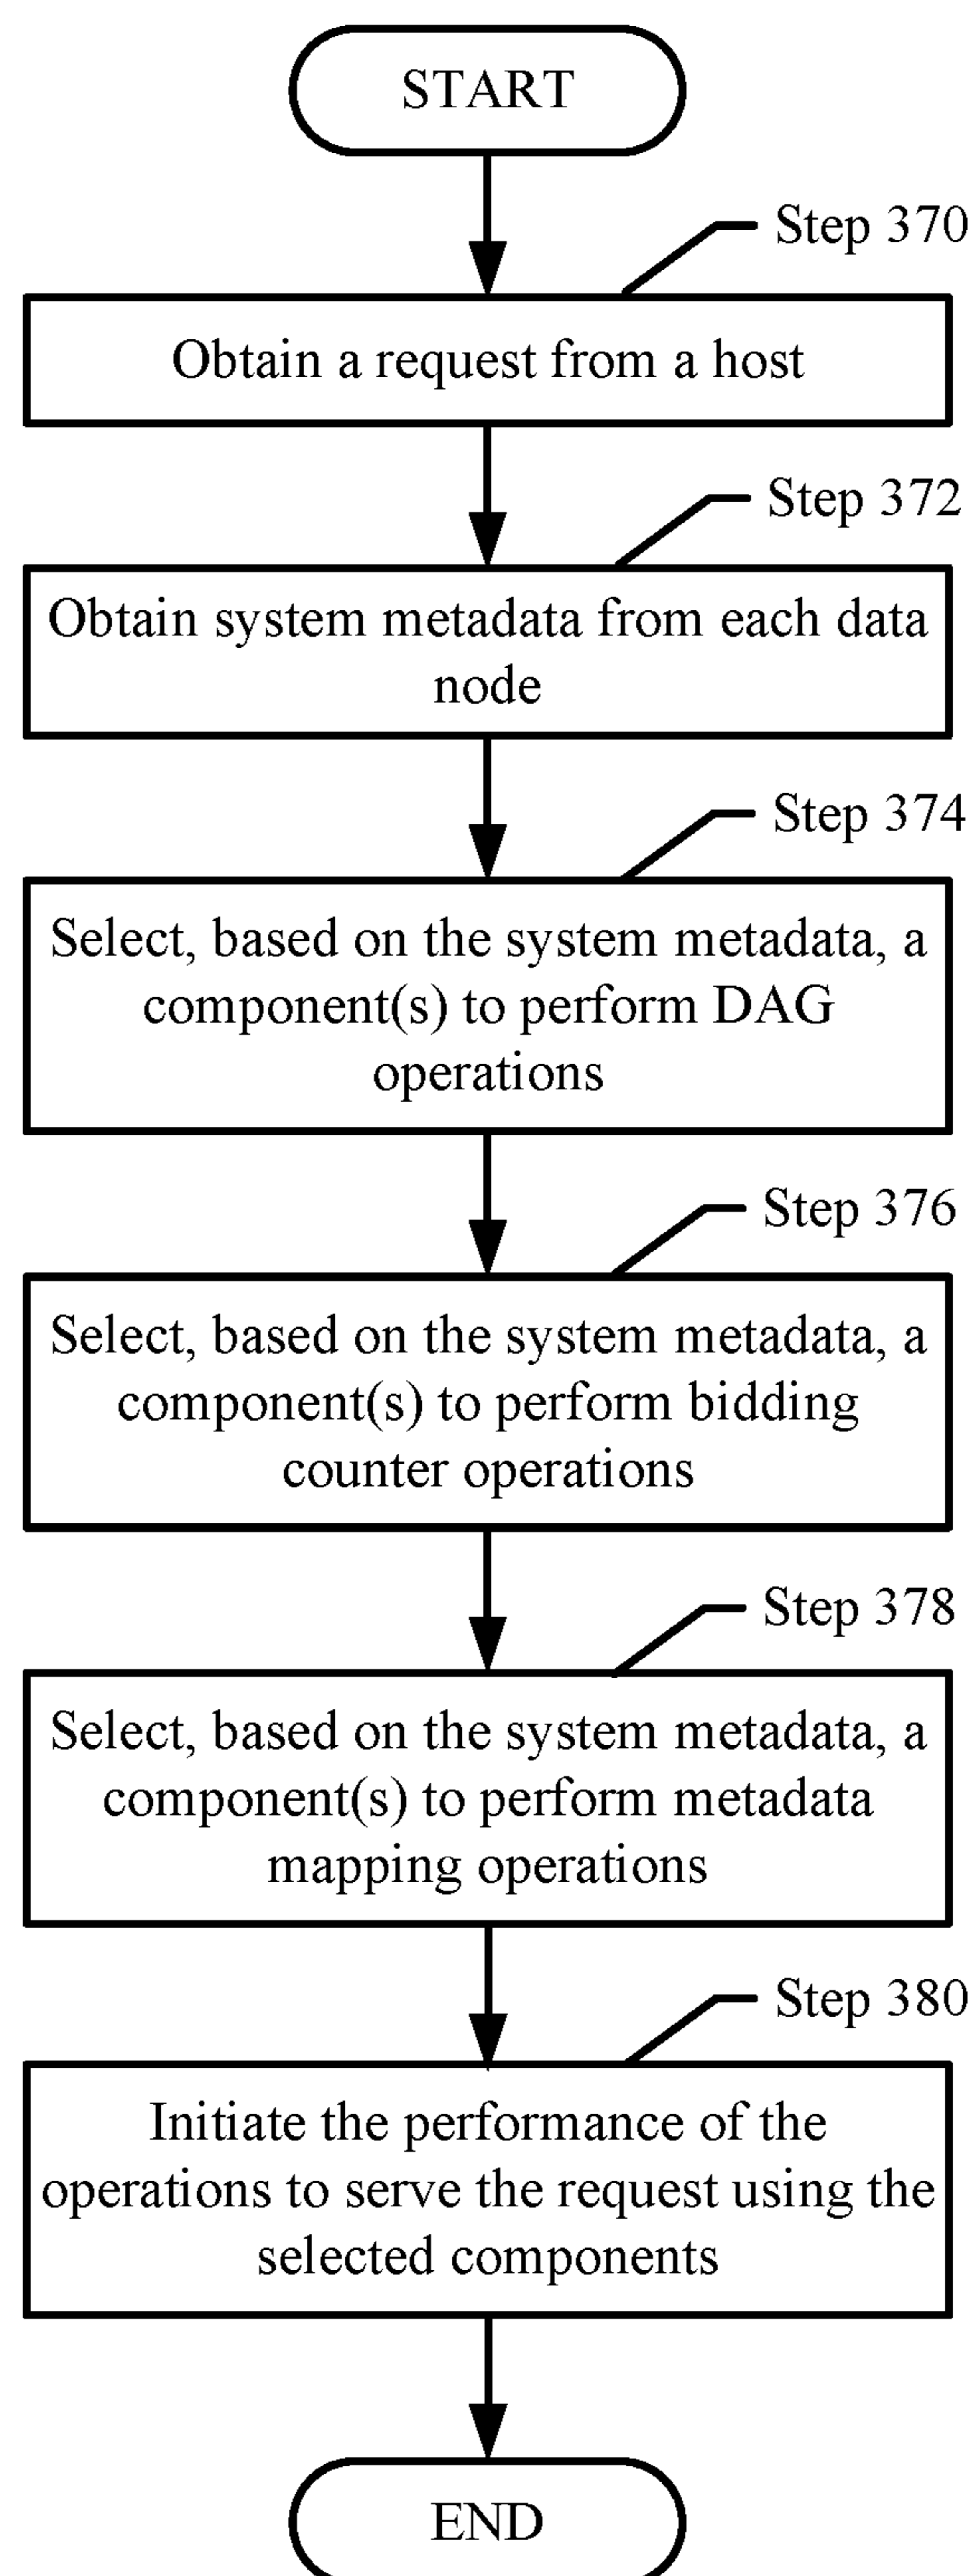 START
Step 370
Obtain a request from a host
Step 372
Obtain system metadata from each data
node
Step 374
Select, based on the system metadata, a
component(s) to perform DAG
operations
Step 376
Select, based on the system metadata, a
component(s) to perform bidding
counter operations
Step 378
Select, based on the system metadata, a
component(s) to perform metadata
mapping operations
Step 380
Initiate the performance of the
operations to serve the request using the
selected components
END